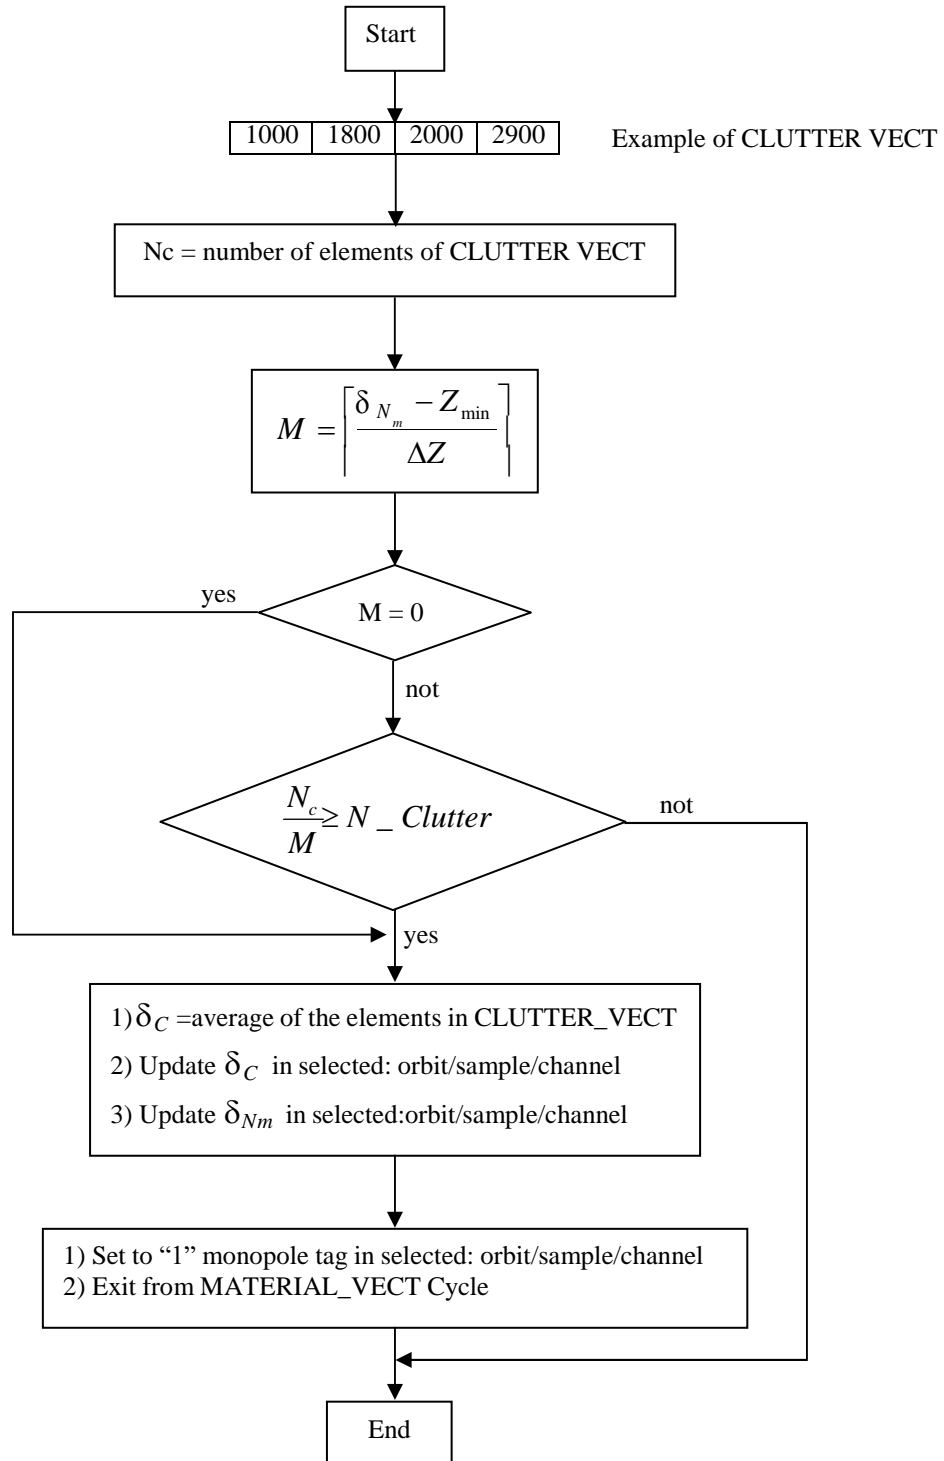 Start
1000 1800 2000 2900 Example of CLUTTER VECT
Nc = number of elements of CLUTTER VECT
M = ⌈(δ_{N_m} − Z_min) / ΔZ⌉
yes
M = 0
not
N_c / M ≥ N _ Clutter
not
yes
1) δ_C =average of the elements in CLUTTER_VECT
2) Update δ_C in selected: orbit/sample/channel
3) Update δ_{Nm} in selected:orbit/sample/channel
1) Set to “1” monopole tag in selected: orbit/sample/channel
2) Exit from MATERIAL_VECT Cycle
End